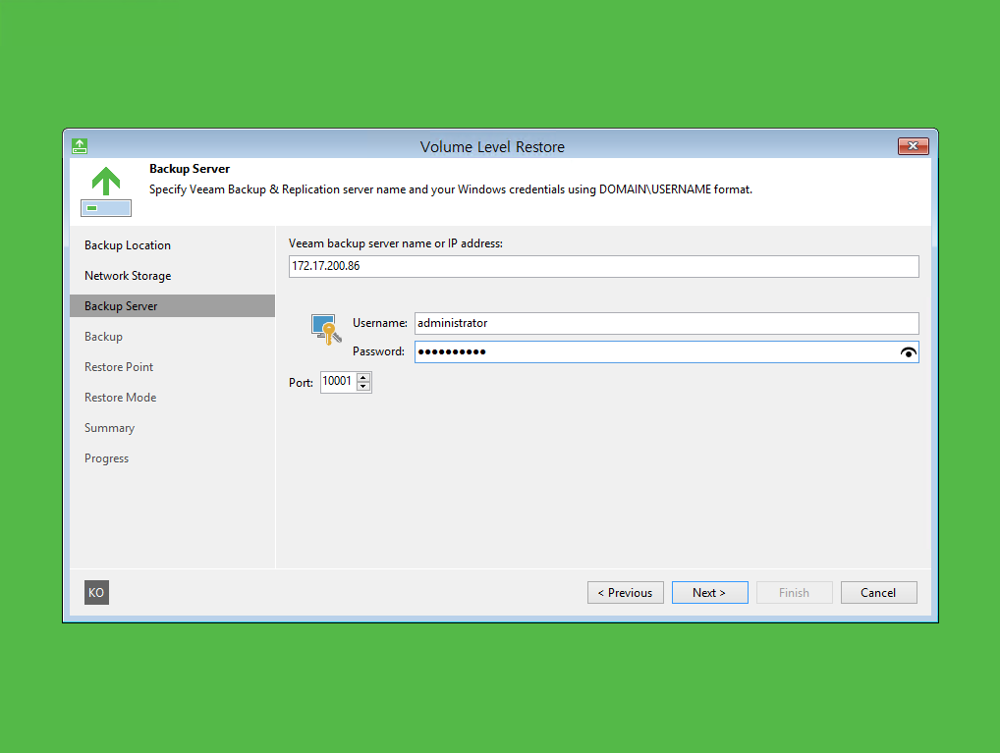 Volume Level Restore
Backup Server
Specify Veeam Backup & Replication server name and your Windows credentials using DOMAIN\USERNAME format.
Backup Location
Network Storage
Backup Server
Backup
Restore Point
Restore Mode
Summary
Progress
Veeam backup server name or IP address:
172.17.200.86
Username: administrator
Password: ●●●●●●●●●●
Port: 10001
KO
< Previous Next > Finish Cancel